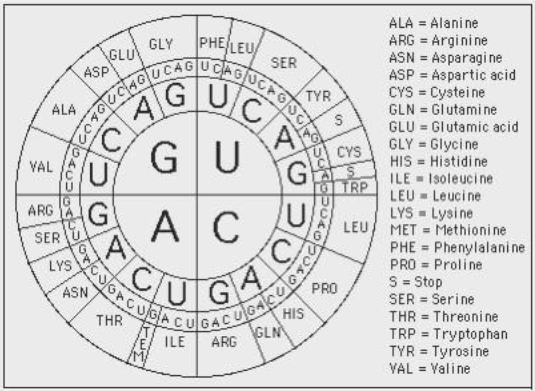 GLY
PHE
LEU
SER
TYR
S
CYS
S
TRP
LEU
PRO
HIS
GLN
ARG
ILE
MET
THR
ASN
LYS
SER
ARG
VAL
ALA
ASP
GLU
U C A G U C A G U C A G U C A G
U C A G U C A G U C A G U C A G
U C A G U C A G U C A G U C A G
U C A G U C A G U C A G U C A G
U C A G
U C A G
U C A G
U C A G
G U
A C
ALA = Alanine
ARG = Arginine
ASN = Asparagine
ASP = Aspartic acid
CYS = Cysteine
GLN = Glutamine
GLU = Glutamic acid
GLY = Glycine
HIS = Histidine
ILE = Isoleucine
LEU = Leucine
LYS = Lysine
MET = Methionine
PHE = Phenylalanine
PRO = Proline
S = Stop
SER = Serine
THR = Threonine
TRP = Tryptophan
TYR = Tyrosine
VAL = Valine